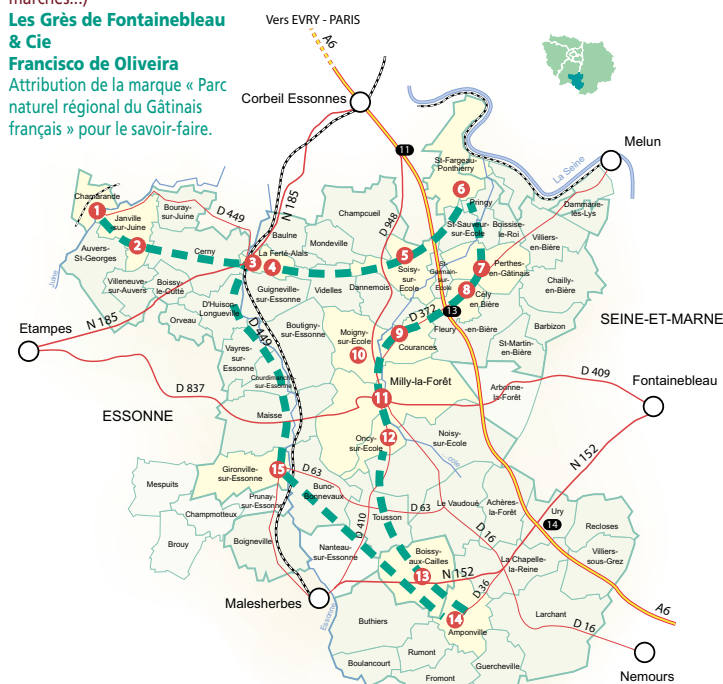 marchés...)
Les Grès de Fontainebleau
& Cie
Francisco de Oliveira
Attribution de la marque « Parc
naturel régional du Gâtinais
français » pour le savoir-faire.
Vers EVRY - PARIS
A6
Corbeil Essonnes
11
Melun
La Seine
St-Fargeau-
Ponthierry
6
Pringy
Dammarie-
lès-Lys
Chamarande
1
Janville
sur-Juine
2
Bouray-
sur-Juine
D 449
N 185
Champcueil
D 948
St-Sauveur-
sur-Ecole
Boissise-
le-Roi
Villiers-
en-Bière
Auvers-
St-Georges
Juine
Cerny
Baulne
Mondeville
La Ferté-Alais
3
4
5
Soisy-
sur
Ecole
St-
Germain-
sur-
Ecole
7
Perthes-
en-Gâtinais
Chailly-
en-Bière
Villeneuve-
sur-Auvers
Boissy-
le-Cutté
Guigneville-
sur-Essonne
Videlles
Dannemois
8
Cély
en-Bière
SEINE-ET-MARNE
D'Huison-
Longueville
Orveau
N 185
Etampes
D 449
Boutigny-
sur-Essonne
Moigny-
sur-Ecole
10
D 372
9
Courances
13
Fleury
-en-Bière
Barbizon
St-Martin-
en-Bière
Vayres-
sur-
Essonne
Courdimanche-
sur-Essonne
D 837
Milly-la-Forêt
11
Arbonne-
la-Forêt
D 409
Fontainebleau
ESSONNE
Maisse
Oncy-
sur-Ecole
12
Noisy-
sur-Ecole
N 152
Gironville-
sur-Essonne
15
D 63
Mespuits
Prunay-
sur-Essonne
Buno-
Bonnevaux
Champmotteux
D 410
Tousson
D 63
Le Vaudoué
Achères-
la-Forêt
Ury
14
Recloses
Brouy
Boigneville
Nanteau-
sur-Essonne
D 16
Villiers-
sous-Grez
Boissy-
aux-Cailles
13
N 152
La Chapelle-
la-Reine
D 36
Malesherbes
Essonne
14
Amponville
Larchant
D 16
A6
Buthiers
Rumont
Boulancourt
Fromont
Guercheville
Nemours